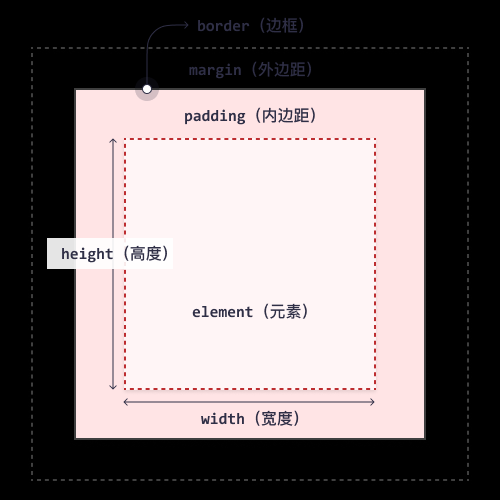 border (边框)
margin (外边距)
padding (内边距)
height (高度)
element (元素)
width (宽度)